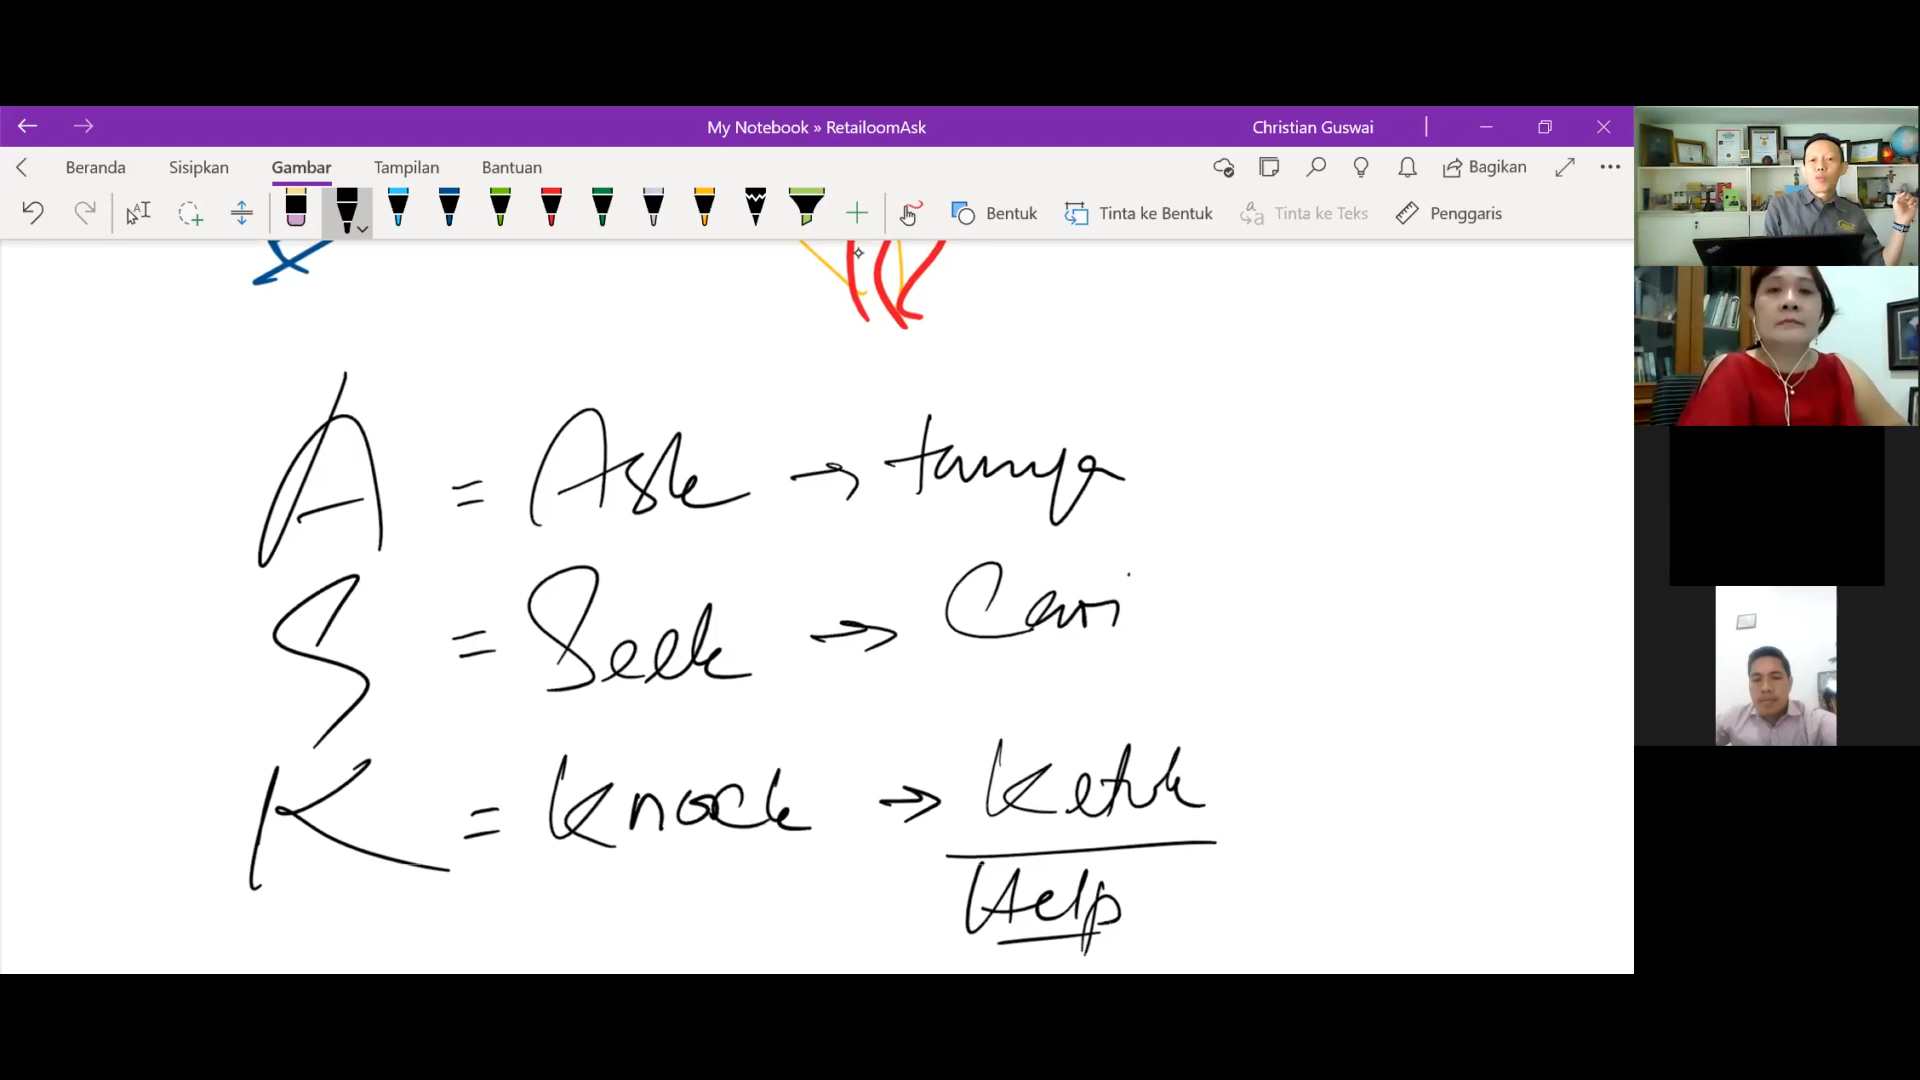 My Notebook » RetailoomAsk
Christian Guswai
Beranda Sisipkan Gambar Tampilan Bantuan Bagikan
Bentuk Tinta ke Bentuk Tinta ke Teks Penggaris
A = Ask → tanya
S = Seek → Cari
K = Knock → Ketuk
Help